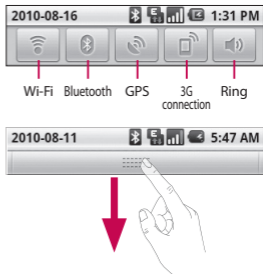 2010-08-16 1:31 PM
Wi-Fi Bluetooth GPS 3G connection Ring
2010-08-11 5:47 AM